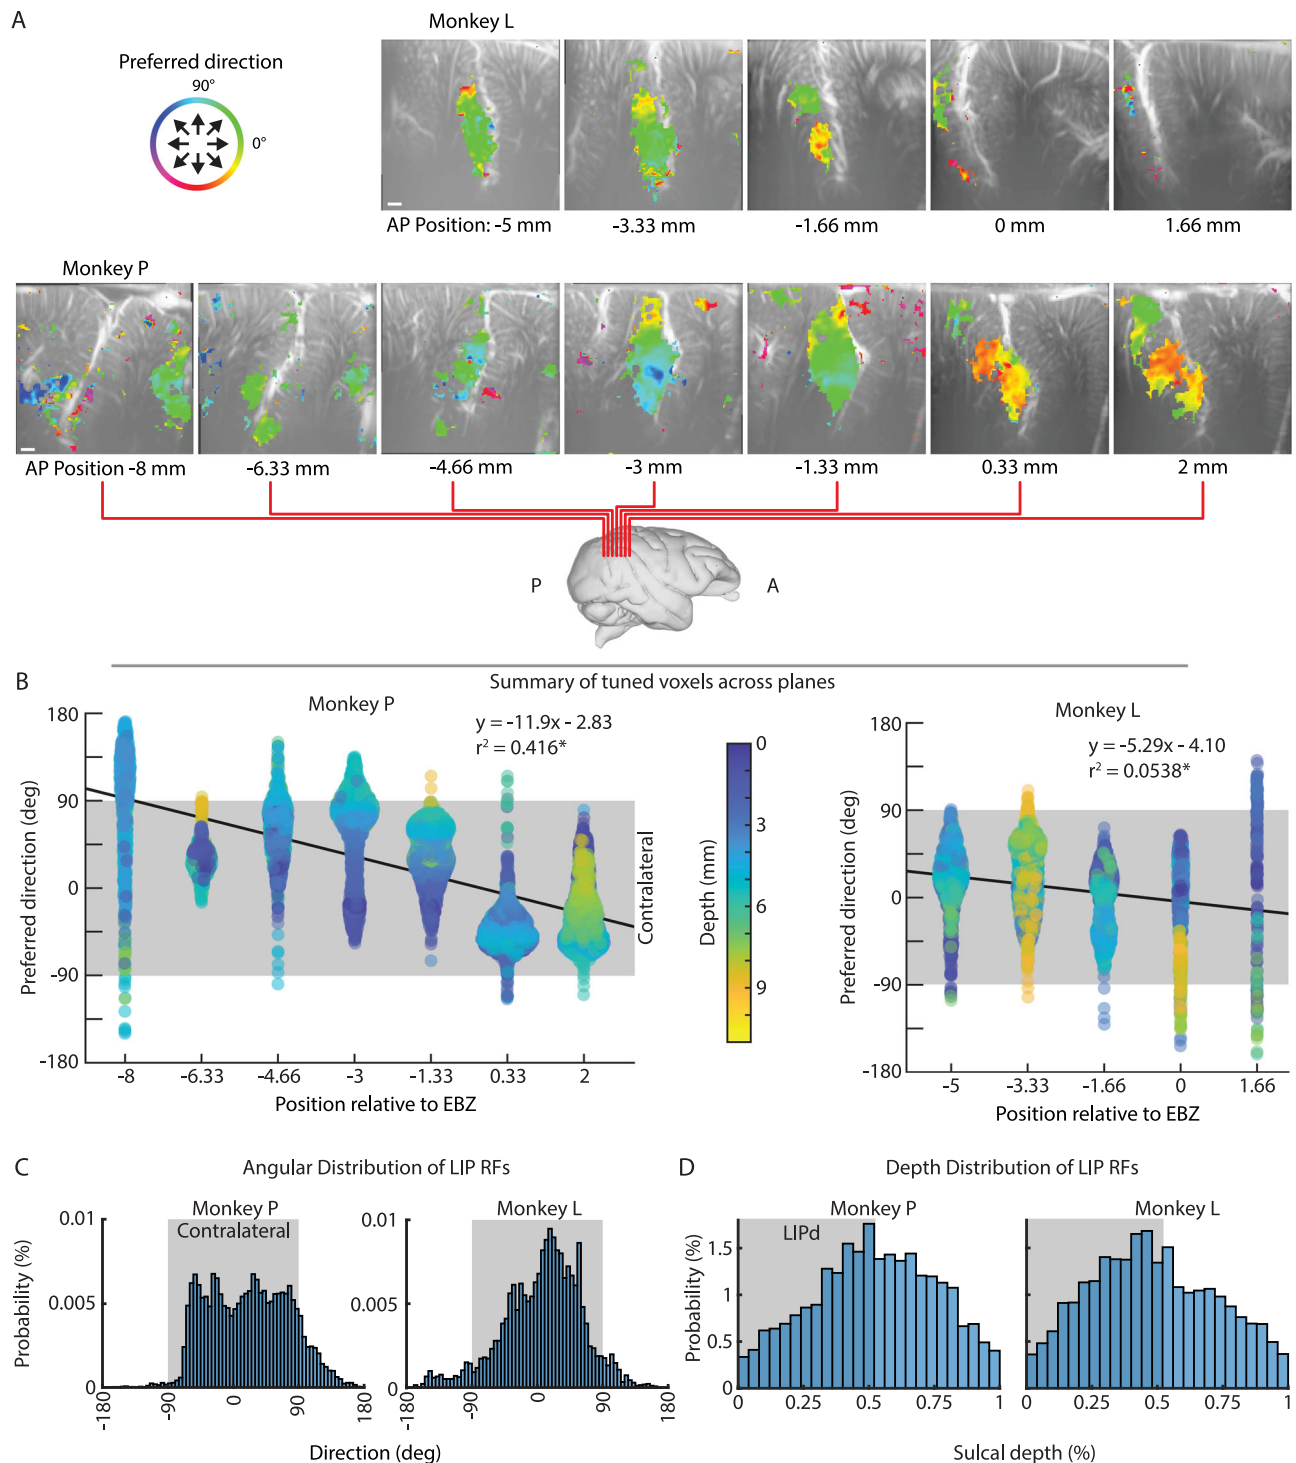 A
Monkey L
Preferred direction
90°
0°
AP Position: -5 mm
-3.33 mm
-1.66 mm
0 mm
1.66 mm
Monkey P
AP Position -8 mm
-6.33 mm
-4.66 mm
-3 mm
-1.33 mm
0.33 mm
2 mm
P
A
B
Summary of tuned voxels across planes
Monkey P
y = -11.9x - 2.83
r² = 0.416*
Preferred direction (deg)
180
90
0
-90
-180
-8
-6.33
-4.66
-3
-1.33
0.33
2
Position relative to EBZ
Contralateral
Depth (mm)
0
3
6
9
Monkey L
y = -5.29x - 4.10
r² = 0.0538*
Preferred direction (deg)
180
90
0
-90
-180
-5
-3.33
-1.66
0
1.66
Position relative to EBZ
C
Angular Distribution of LIP RFs
Monkey P
Contralateral
Probability (%)
0.01
0.005
0
-180
-90
0
90
180
Monkey L
0.01
0.005
0
-180
-90
0
90
180
Direction (deg)
D
Depth Distribution of LIP RFs
Monkey P
LIPd
Probability (%)
1.5
1
0.5
0
0
0.25
0.5
0.75
1
Monkey L
0
0.25
0.5
0.75
1
Sulcal depth (%)